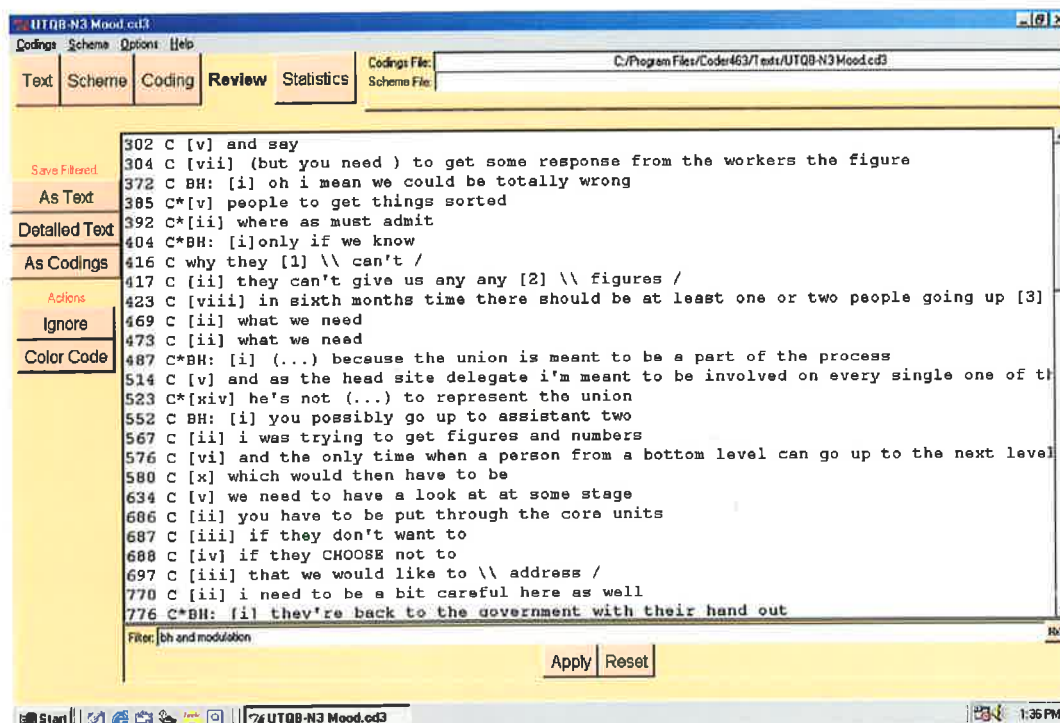 UTQB-N3 Mood.cd3
Codings Scheme Options Help
Text Scheme Coding Review Statistics
Codings File: C:/Program Files/Coder463/Texts/UTQB-N3 Mood.cd3
Scheme File:
Save Filtered
As Text
Detailed Text
As Codings
Actions
Ignore
Color Code
302 C [v] and say
304 C [vii] (but you need ) to get some response from the workers the figure
372 C BH: [i] oh i mean we could be totally wrong
385 C*[v] people to get things sorted
392 C*[ii] where as must admit
404 C*BH: [i]only if we know
416 C why they [1] \\ can't /
417 C [ii] they can't give us any any [2] \\ figures /
423 C [viii] in sixth months time there should be at least one or two people going up [3]
469 C [ii] what we need
473 C [ii] what we need
487 C*BH: [i] (...) because the union is meant to be a part of the process
514 C [v] and as the head site delegate i'm meant to be involved on every single one of th
523 C*[xiv] he's not (...) to represent the union
552 C BH: [i] you possibly go up to assistant two
567 C [ii] i was trying to get figures and numbers
576 C [vi] and the only time when a person from a bottom level can go up to the next level
580 C [x] which would then have to be
634 C [v] we need to have a look at at some stage
686 C [ii] you have to be put through the core units
687 C [iii] if they don't want to
688 C [iv] if they CHOOSE not to
697 C [iii] that we would like to \\ address /
770 C [ii] i need to be a bit careful here as well
776 C*BH: [i] they're back to the government with their hand out
Filter: bh and modulation
Apply Reset
Start UTQB-N3 Mood.cd3 1:35 PM